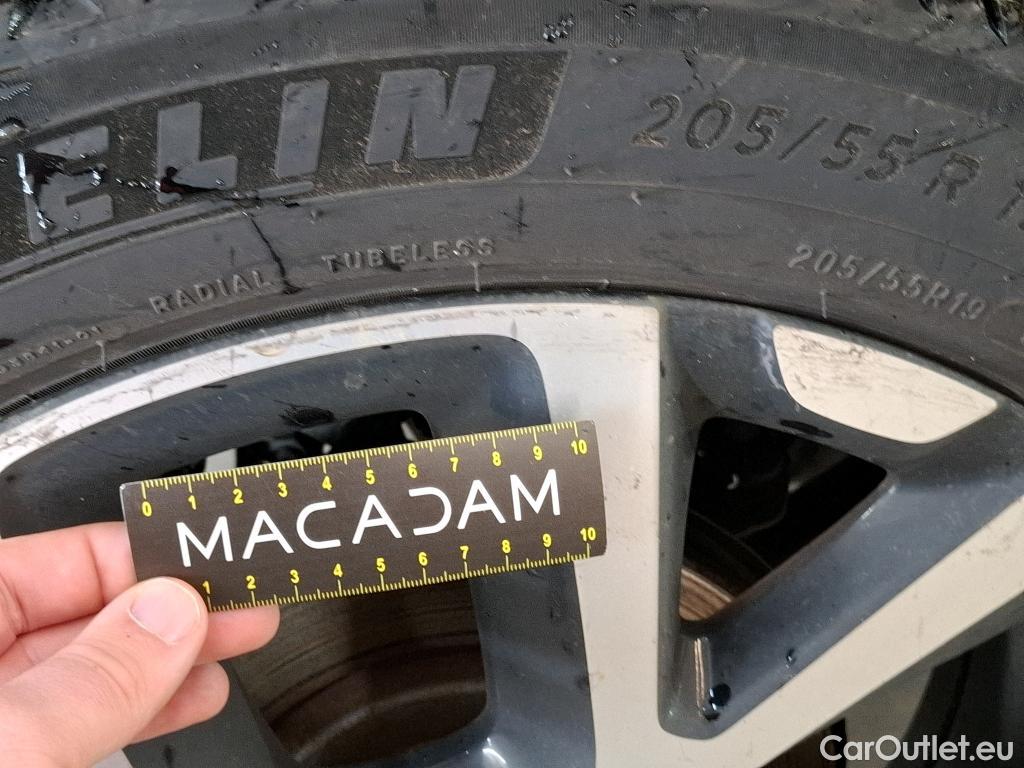 ELIN
205/55 R 1
RADIAL TUBELESS
205/55R19
0 1 2 3 4 5 6 7 8 9 10
MACADAM
1 2 3 4 5 6 7 8 9 10
CarOutlet.eu